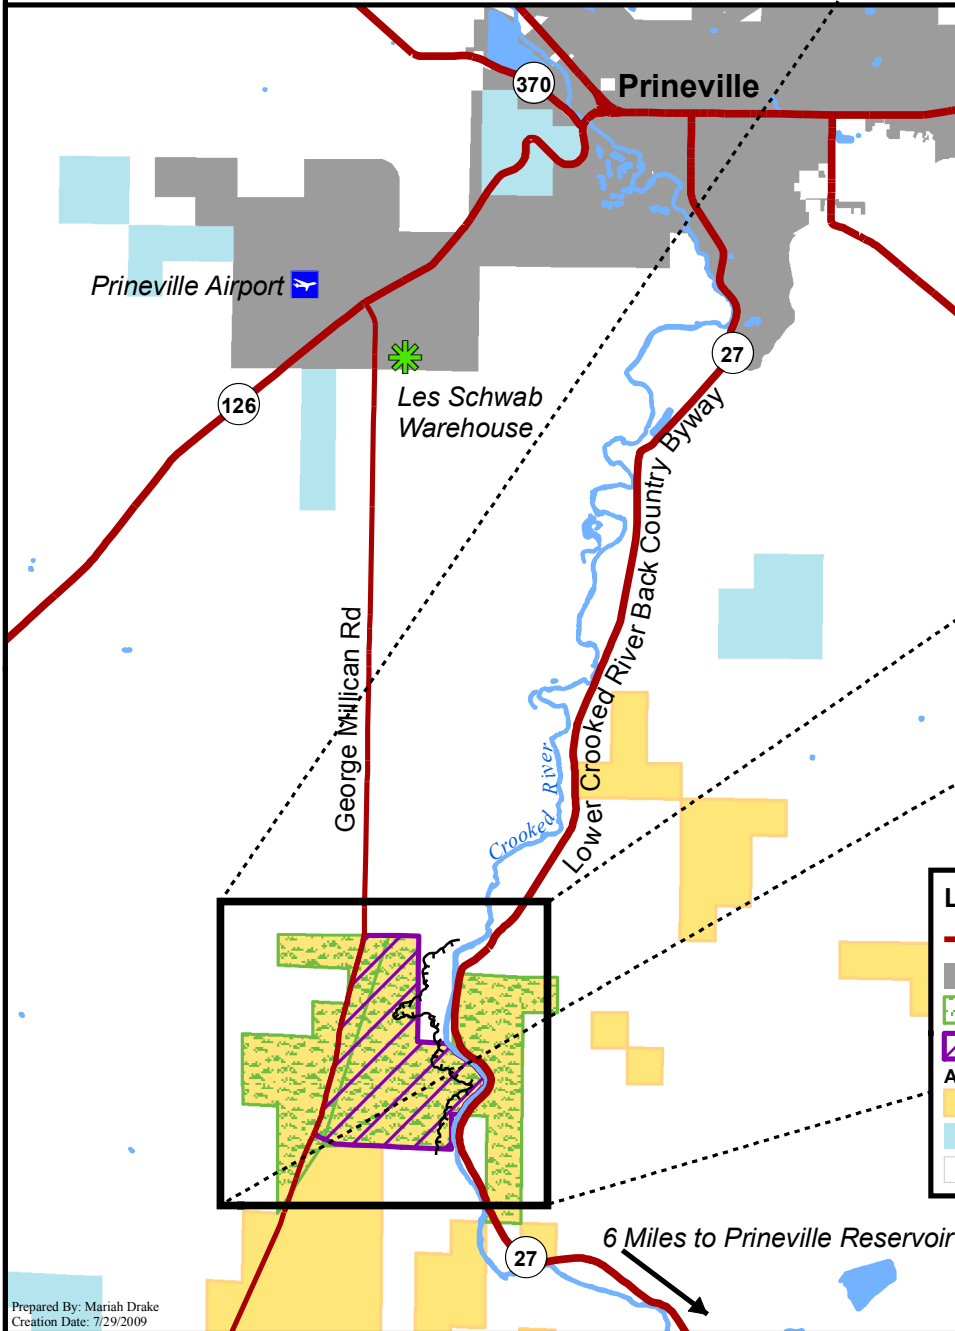 370
Prineville
Prineville Airport
27
Les Schwab
Warehouse
126
Lower Crooked River Back Country Byway
George Millican Rd
Crooked River
L
A
6 Miles to Prineville Reservoir
27
Prepared By: Mariah Drake
Creation Date: 7/29/2009